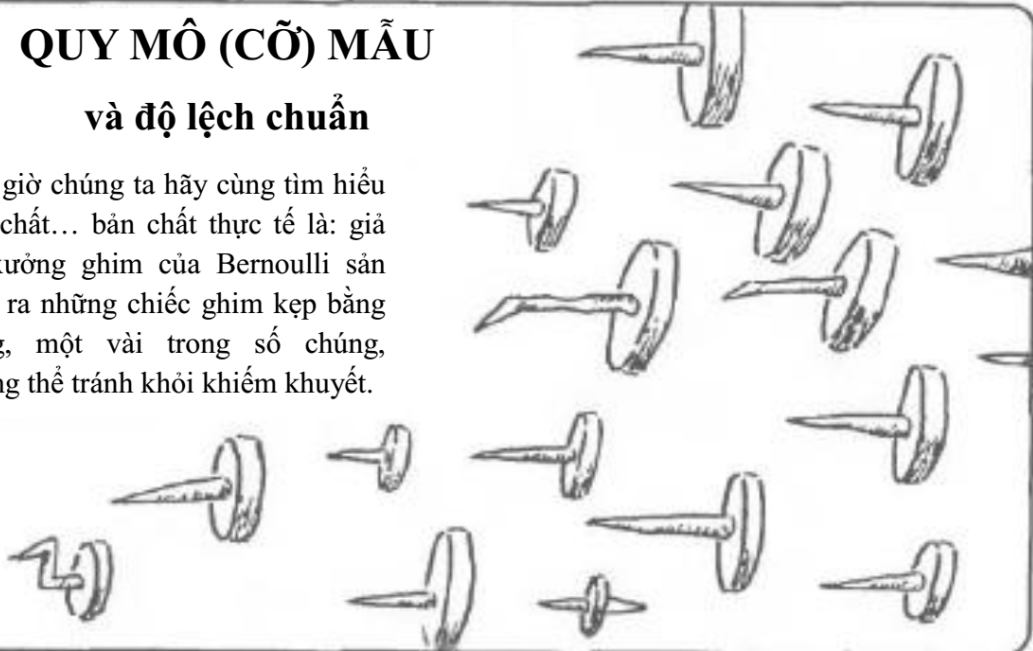 QUY MÔ (CỠ) MẪU
và độ lệch chuẩn
giờ chúng ta hãy cùng tìm hiểu
chất… bản chất thực tế là: giả
xưởng ghim của Bernoulli sản
ra những chiếc ghim kẹp bằng
một vài trong số chúng,
thể tránh khỏi khiếm khuyết.